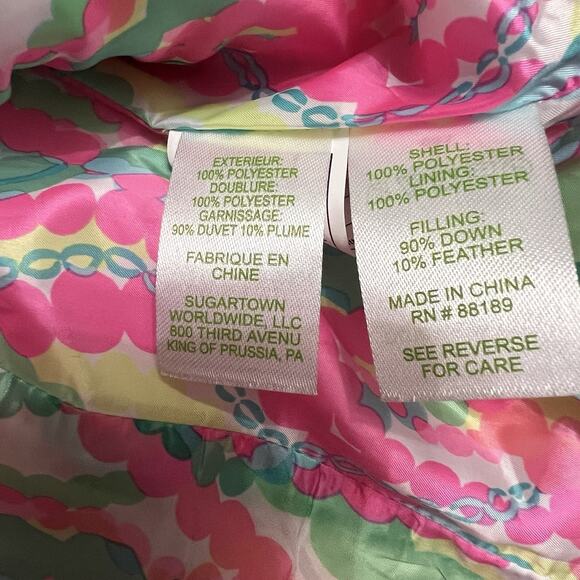 EXTERIEUR:
100% POLYESTER
DOUBLURE:
100% POLYESTER
GARNISSAGE:
90% DUVET 10% PLUME
FABRIQUE EN
CHINE
SUGARTOWN
WORLDWIDE, LLC
800 THIRD AVENU
KING OF PRUSSIA, PA
SHELL:
100% POLYESTER
LINING:
100% POLYESTER
FILLING:
90% DOWN
10% FEATHER
MADE IN CHINA
RN # 88189
SEE REVERSE
FOR CARE